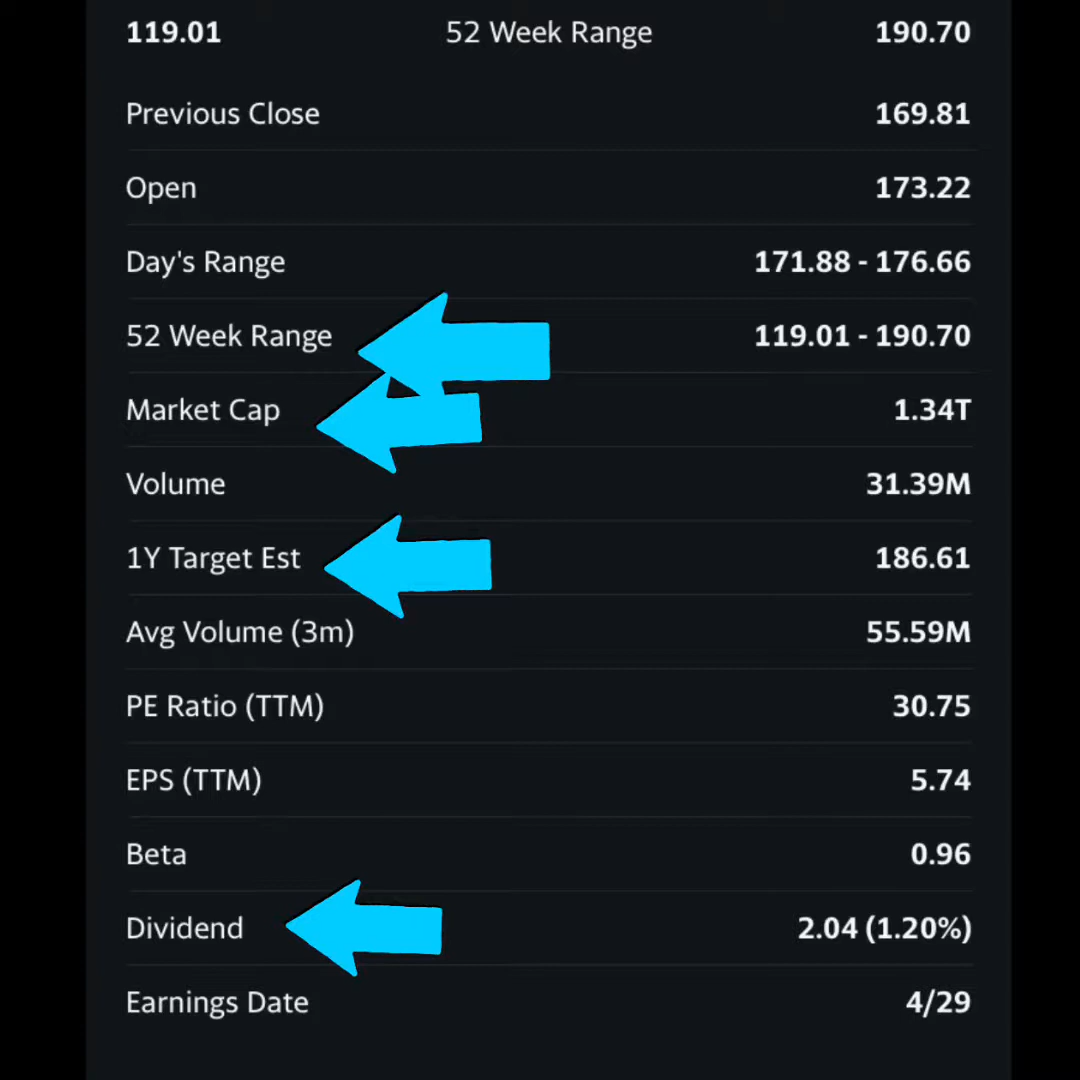 119.01 52 Week Range 190.70
Previous Close 169.81
Open 173.22
Day's Range 171.88 - 176.66
52 Week Range 119.01 - 190.70
Market Cap 1.34T
Volume 31.39M
1Y Target Est 186.61
Avg Volume (3m) 55.59M
PE Ratio (TTM) 30.75
EPS (TTM) 5.74
Beta 0.96
Dividend 2.04 (1.20%)
Earnings Date 4/29